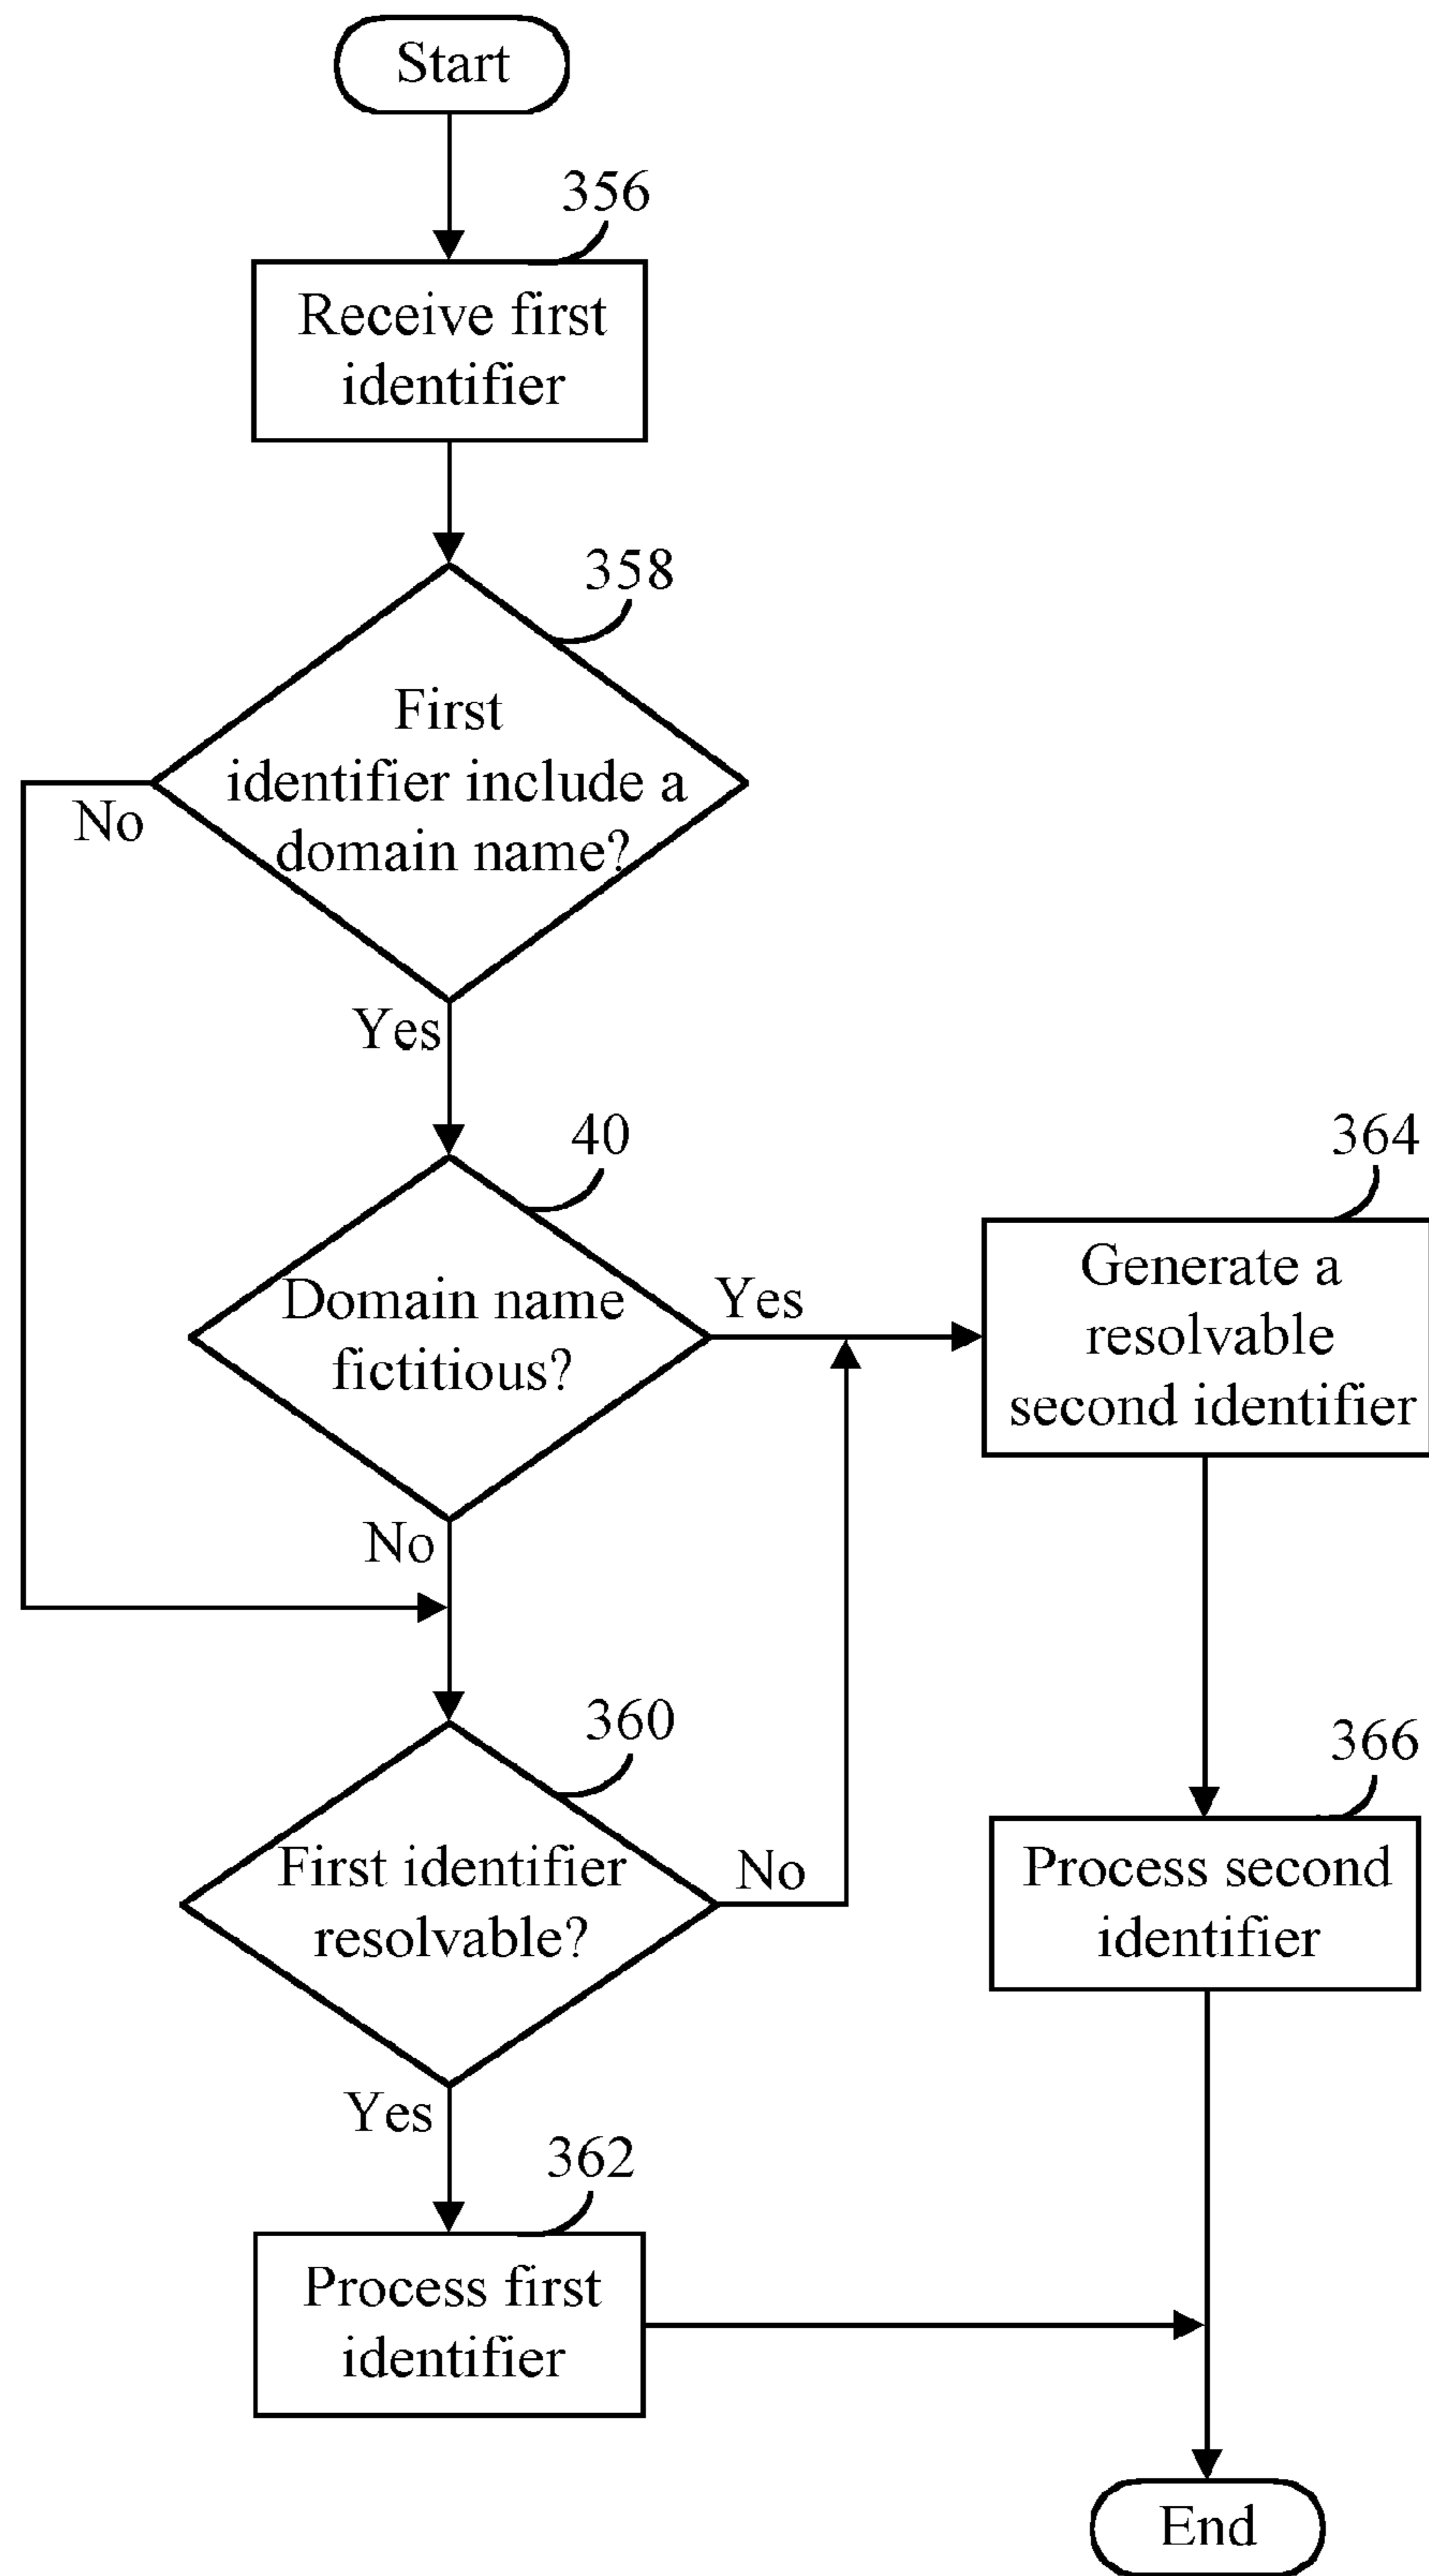 Start
356
Receive first
identifier
358
First
identifier include a
domain name?
No
Yes
40
Domain name
fictitious?
Yes
No
364
Generate a
resolvable
second identifier
360
First identifier
resolvable?
No
Yes
366
Process second
identifier
362
Process first
identifier
End